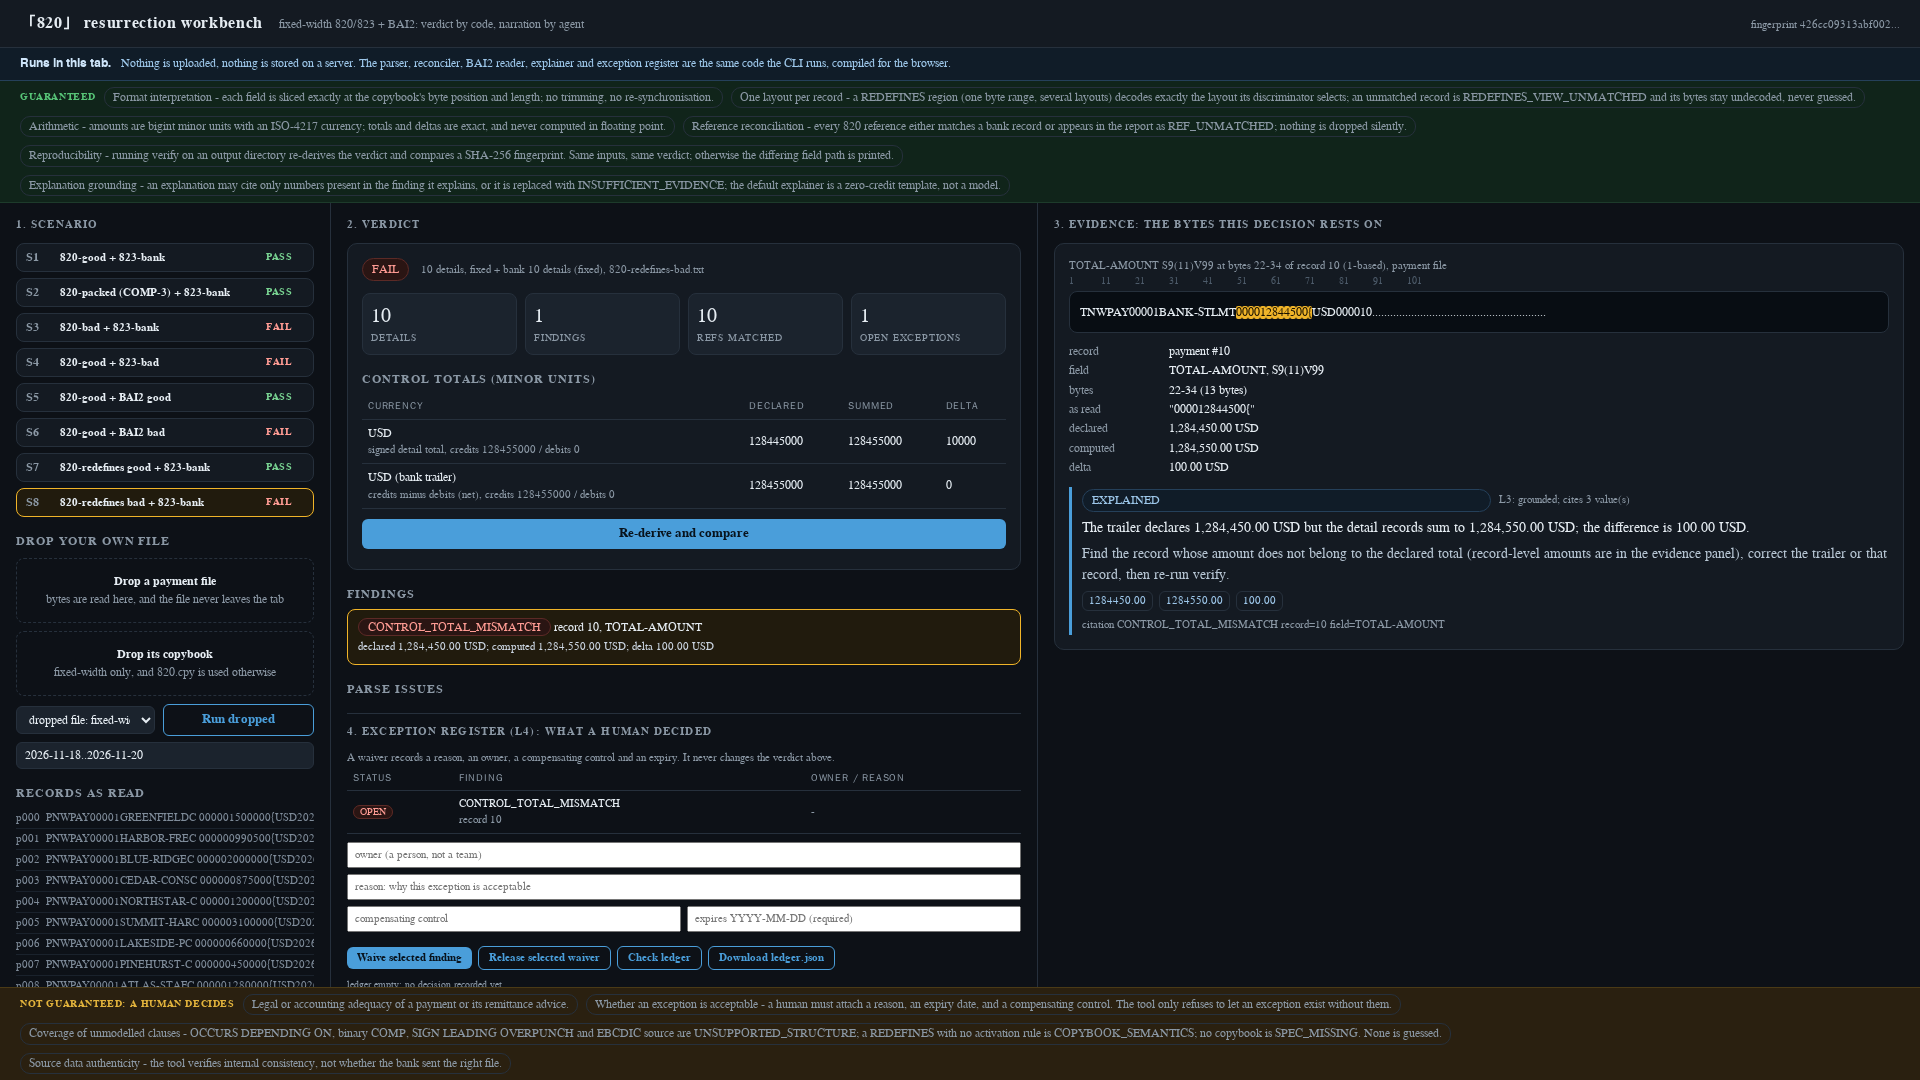 「820」 resurrection workbench
fixed-width 820/823 + BAI2: verdict by code, narration by agent
fingerprint 426cc09313abf002...
Runs in this tab. Nothing is uploaded, nothing is stored on a server. The parser, reconciler, BAI2 reader, explainer and exception register are the same code the CLI runs, compiled for the browser.
GUARANTEED
Format interpretation - each field is sliced exactly at the copybook's byte position and length; no trimming, no re-synchronisation.
One layout per record - a REDEFINES region (one byte range, several layouts) decodes exactly the layout its discriminator selects; an unmatched record is REDEFINES_VIEW_UNMATCHED and its bytes stay undecoded, never guessed.
Arithmetic - amounts are bigint minor units with an ISO-4217 currency; totals and deltas are exact, and never computed in floating point.
Reference reconciliation - every 820 reference either matches a bank record or appears in the report as REF_UNMATCHED; nothing is dropped silently.
Reproducibility - running verify on an output directory re-derives the verdict and compares a SHA-256 fingerprint. Same inputs, same verdict; otherwise the differing field path is printed.
Explanation grounding - an explanation may cite only numbers present in the finding it explains, or it is replaced with INSUFFICIENT_EVIDENCE; the default explainer is a zero-credit template, not a model.
1. SCENARIO
S1 820-good + 823-bank PASS
S2 820-packed (COMP-3) + 823-bank PASS
S3 820-bad + 823-bank FAIL
S4 820-good + 823-bad FAIL
S5 820-good + BAI2 good PASS
S6 820-good + BAI2 bad FAIL
S7 820-redefines good + 823-bank PASS
S8 820-redefines bad + 823-bank FAIL
DROP YOUR OWN FILE
Drop a payment file
bytes are read here, and the file never leaves the tab
Drop its copybook
fixed-width only, and 820.cpy is used otherwise
dropped file: fixed-wi
Run dropped
2026-11-18..2026-11-20
RECORDS AS READ
p000 PNWPAY00001GREENFIELDC 000001500000{USD202
p001 PNWPAY00001HARBOR-FREC 000000990500{USD202
p002 PNWPAY00001BLUE-RIDGEC 000002000000{USD202
p003 PNWPAY00001CEDAR-CONSC 000000875000{USD202
p004 PNWPAY00001NORTHSTAR-C 000001200000{USD202
p005 PNWPAY00001SUMMIT-HARC 000003100000{USD202
p006 PNWPAY00001LAKESIDE-PC 000000660000{USD2026
p007 PNWPAY00001PINEHURST-C 000000450000{USD2026
p008 PNWPAY00001ATLAS-STAFC 000001280000{USD2026
2. VERDICT
FAIL 10 details, fixed + bank 10 details (fixed), 820-redefines-bad.txt
10 DETAILS
1 FINDINGS
10 REFS MATCHED
1 OPEN EXCEPTIONS
CONTROL TOTALS (MINOR UNITS)
CURRENCY DECLARED SUMMED DELTA
USD
signed detail total, credits 128455000 / debits 0
128445000 128455000 10000
USD (bank trailer)
credits minus debits (net), credits 128455000 / debits 0
128455000 128455000 0
Re-derive and compare
FINDINGS
CONTROL_TOTAL_MISMATCH record 10, TOTAL-AMOUNT
declared 1,284,450.00 USD; computed 1,284,550.00 USD; delta 100.00 USD
PARSE ISSUES
4. EXCEPTION REGISTER (L4): WHAT A HUMAN DECIDED
A waiver records a reason, an owner, a compensating control and an expiry. It never changes the verdict above.
STATUS FINDING OWNER / REASON
OPEN CONTROL_TOTAL_MISMATCH -
record 10
owner (a person, not a team)
reason: why this exception is acceptable
compensating control
expires YYYY-MM-DD (required)
Waive selected finding
Release selected waiver
Check ledger
Download ledger.json
ledger empty: no decision recorded yet
3. EVIDENCE: THE BYTES THIS DECISION RESTS ON
TOTAL-AMOUNT S9(11)V99 at bytes 22-34 of record 10 (1-based), payment file
1 11 21 31 41 51 61 71 81 91 101
TNWPAY00001BANK-STLMT000012844500{USD000010..........................................................
record payment #10
field TOTAL-AMOUNT, S9(11)V99
bytes 22-34 (13 bytes)
as read "000012844500{"
declared 1,284,450.00 USD
computed 1,284,550.00 USD
delta 100.00 USD
EXPLAINED L3: grounded; cites 3 value(s)
The trailer declares 1,284,450.00 USD but the detail records sum to 1,284,550.00 USD; the difference is 100.00 USD.
Find the record whose amount does not belong to the declared total (record-level amounts are in the evidence panel), correct the trailer or that
record, then re-run verify.
1284450.00 1284550.00 100.00
citation CONTROL_TOTAL_MISMATCH record=10 field=TOTAL-AMOUNT
NOT GUARANTEED: A HUMAN DECIDES
Legal or accounting adequacy of a payment or its remittance advice.
Whether an exception is acceptable - a human must attach a reason, an expiry date, and a compensating control. The tool only refuses to let an exception exist without them.
Coverage of unmodelled clauses - OCCURS DEPENDING ON, binary COMP, SIGN LEADING OVERPUNCH and EBCDIC source are UNSUPPORTED_STRUCTURE; a REDEFINES with no activation rule is COPYBOOK_SEMANTICS; no copybook is SPEC_MISSING. None is guessed.
Source data authenticity - the tool verifies internal consistency, not whether the bank sent the right file.